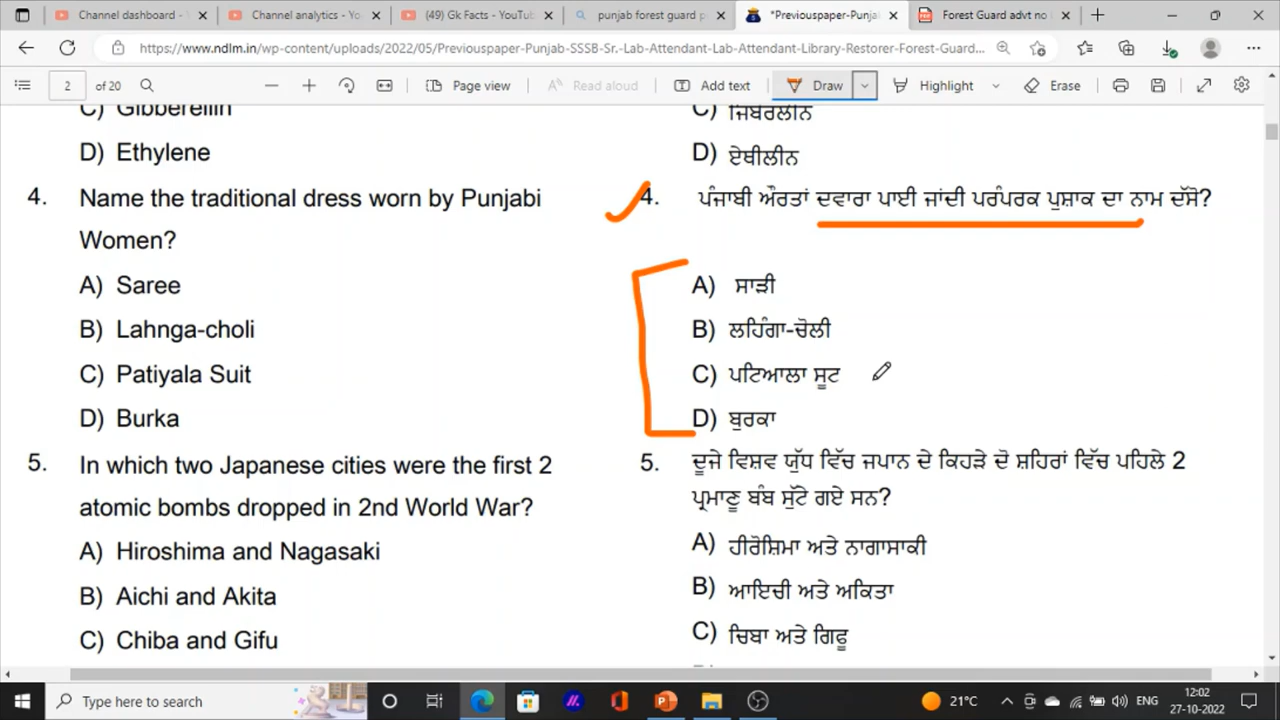 Channel dashboard - 
Channel analytics - Yo
(49) Gk Facts - YouTub
punjab forest guard p
*Previouspaper-Punja
Forest Guard advt no
https://www.ndlm.in/wp-content/uploads/2022/05/Previouspaper-Punjab-SSSB-Sr.-Lab-Attendant-Lab-Attendant-Library-Restorer-Forest-Guard...
2 of 20
Page view
Read aloud
Add text
Draw
Highlight
Erase
C) Gibberellin
D) Ethylene
4. Name the traditional dress worn by Punjabi
Women?
A) Saree
B) Lahnga-choli
C) Patiyala Suit
D) Burka
5. In which two Japanese cities were the first 2
atomic bombs dropped in 2nd World War?
A) Hiroshima and Nagasaki
B) Aichi and Akita
C) Chiba and Gifu
C) ਜਿਬਰਲੀਨ
D) ਏਥੀਲੀਨ
4. ਪੰਜਾਬੀ ਔਰਤਾਂ ਦਵਾਰਾ ਪਾਈ ਜਾਂਦੀ ਪਰੰਪਰਕ ਪੁਸ਼ਾਕ ਦਾ ਨਾਮ ਦੱਸੋ?
A) ਸਾੜੀ
B) ਲਹਿੰਗਾ-ਚੋਲੀ
C) ਪਟਿਆਲਾ ਸੂਟ
D) ਬੁਰਕਾ
5. ਦੂਜੇ ਵਿਸ਼ਵ ਯੁੱਧ ਵਿੱਚ ਜਪਾਨ ਦੇ ਕਿਹੜੇ ਦੋ ਸ਼ਹਿਰਾਂ ਵਿੱਚ ਪਹਿਲੇ 2
ਪ੍ਰਮਾਣੂ ਬੰਬ ਸੁੱਟੇ ਗਏ ਸਨ?
A) ਹੀਰੋਸ਼ਿਮਾ ਅਤੇ ਨਾਗਾਸਾਕੀ
B) ਆਇਚੀ ਅਤੇ ਅਕਿਤਾ
C) ਚਿਬਾ ਅਤੇ ਗਿਫੂ
Type here to search
21°C
ENG
12:02
27-10-2022